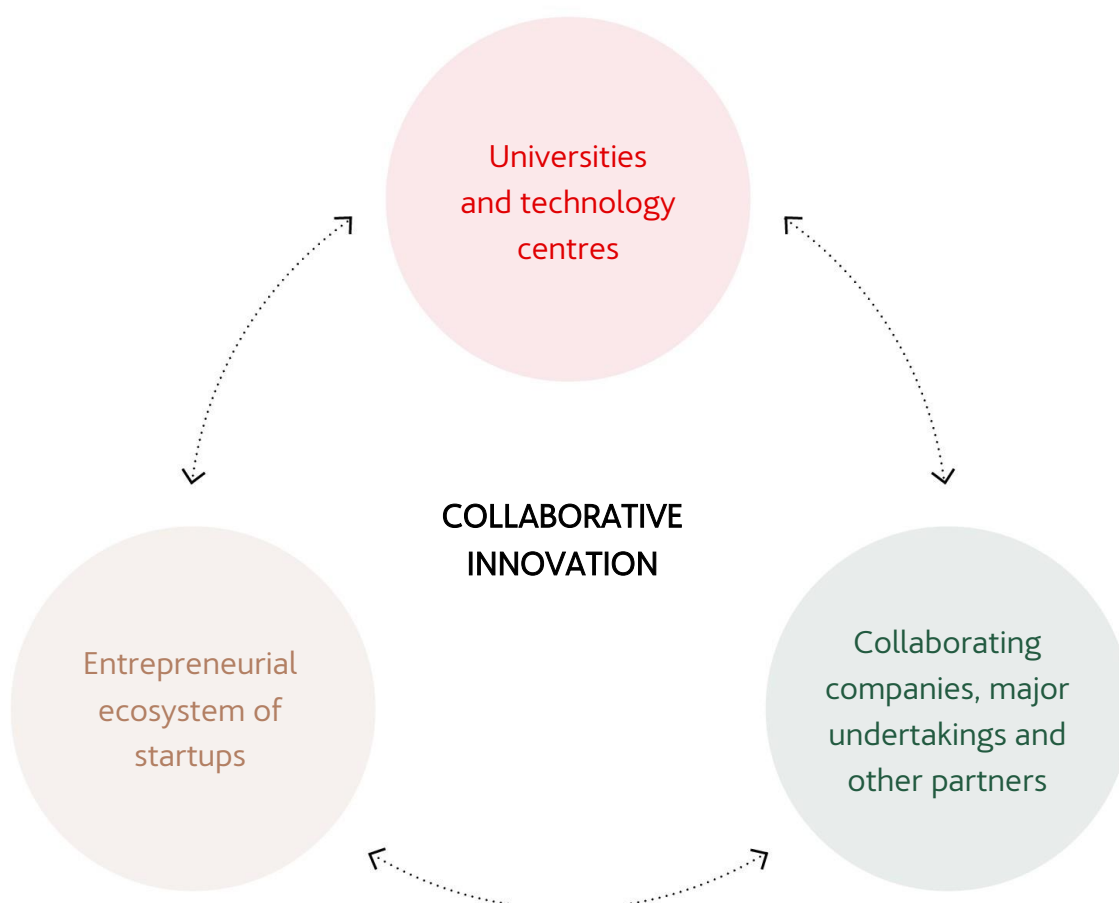 Universities
and technology
centres
COLLABORATIVE
INNOVATION
Entrepreneurial
ecosystem of
startups
Collaborating
companies, major
undertakings and
other partners